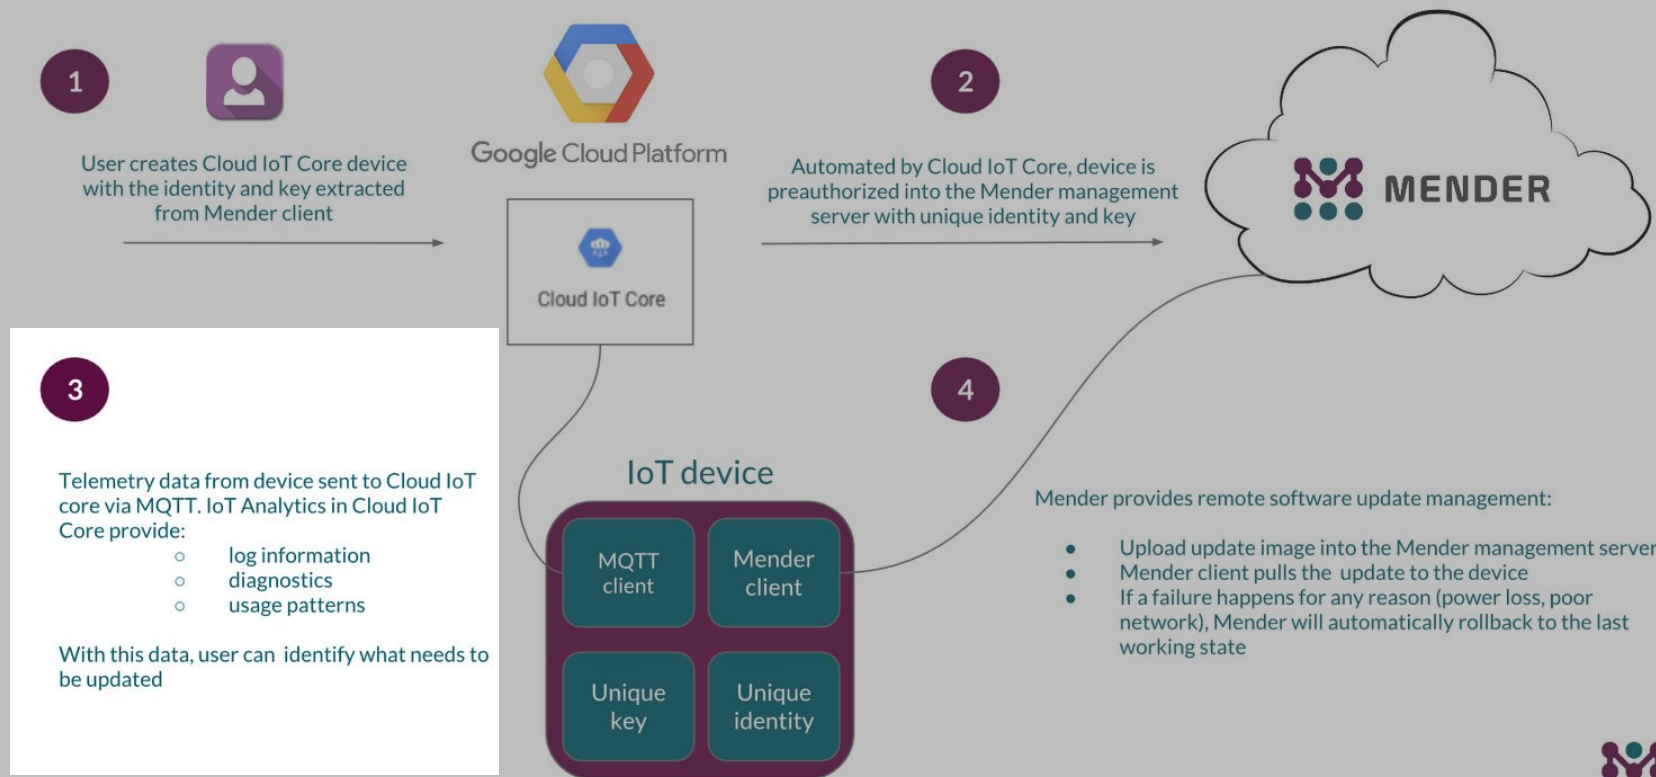 1
User creates Cloud IoT Core device
with the identity and key extracted
from Mender client
Google Cloud Platform
Cloud IoT Core
2
Automated by Cloud IoT Core, device is
preauthorized into the Mender management
server with unique identity and key
MENDER
3
Telemetry data from device sent to Cloud IoT
core via MQTT. IoT Analytics in Cloud IoT
Core provide:
○ log information
○ diagnostics
○ usage patterns
With this data, user can identify what needs to
be updated
IoT device
MQTT
client
Mender
client
Unique
key
Unique
identity
4
Mender provides remote software update management:
● Upload update image into the Mender management server
● Mender client pulls the update to the device
● If a failure happens for any reason (power loss, poor
network), Mender will automatically rollback to the last
working state